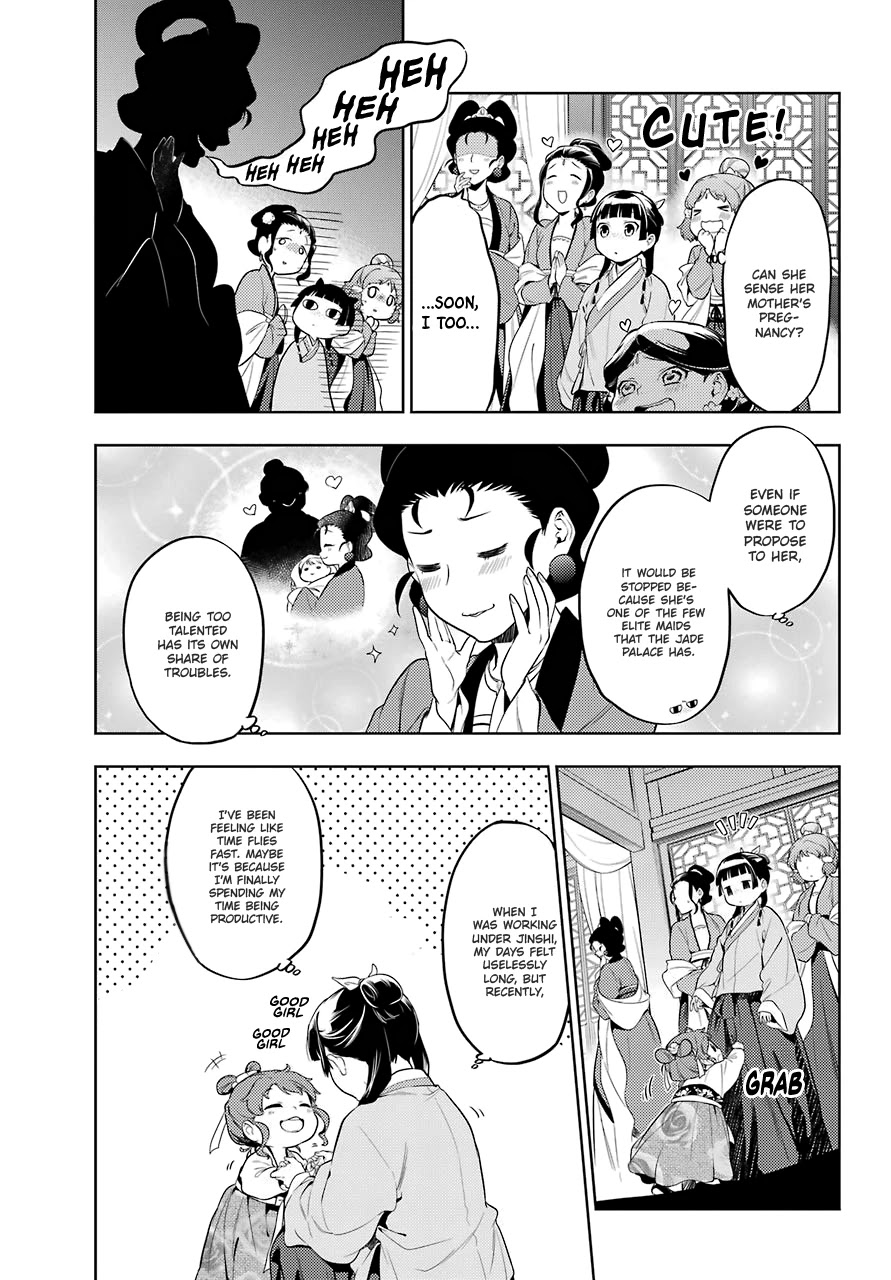 CUTE!
CAN SHE
SENSE HER
MOTHER'S
PREG-
NANCY?
...SOON,
I TOO...
HEH
HEH
HEH
HEH
HEH
EVEN IF
SOMEONE
WERE TO
PROPOSE
TO HER,
IT WOULD BE
STOPPED BE-
CAUSE SHE'S
ONE OF THE FEW
ELITE MAIDS
THAT THE JADE
PALACE HAS.
BEING TOO
TALENTED
HAS ITS OWN
SHARE OF
TROUBLES.
GRAB
WHEN I
WAS WORKING
UNDER JINSHI,
MY DAYS FELT
USELESSLY
LONG, BUT
RECENTLY,
I'VE BEEN
FEELING LIKE
TIME FLIES
FAST. MAYBE
IT'S BECAUSE
I'M FINALLY
SPENDING MY
TIME BEING
PRODUCTIVE.
GOOD
GIRL
GOOD
GIRL